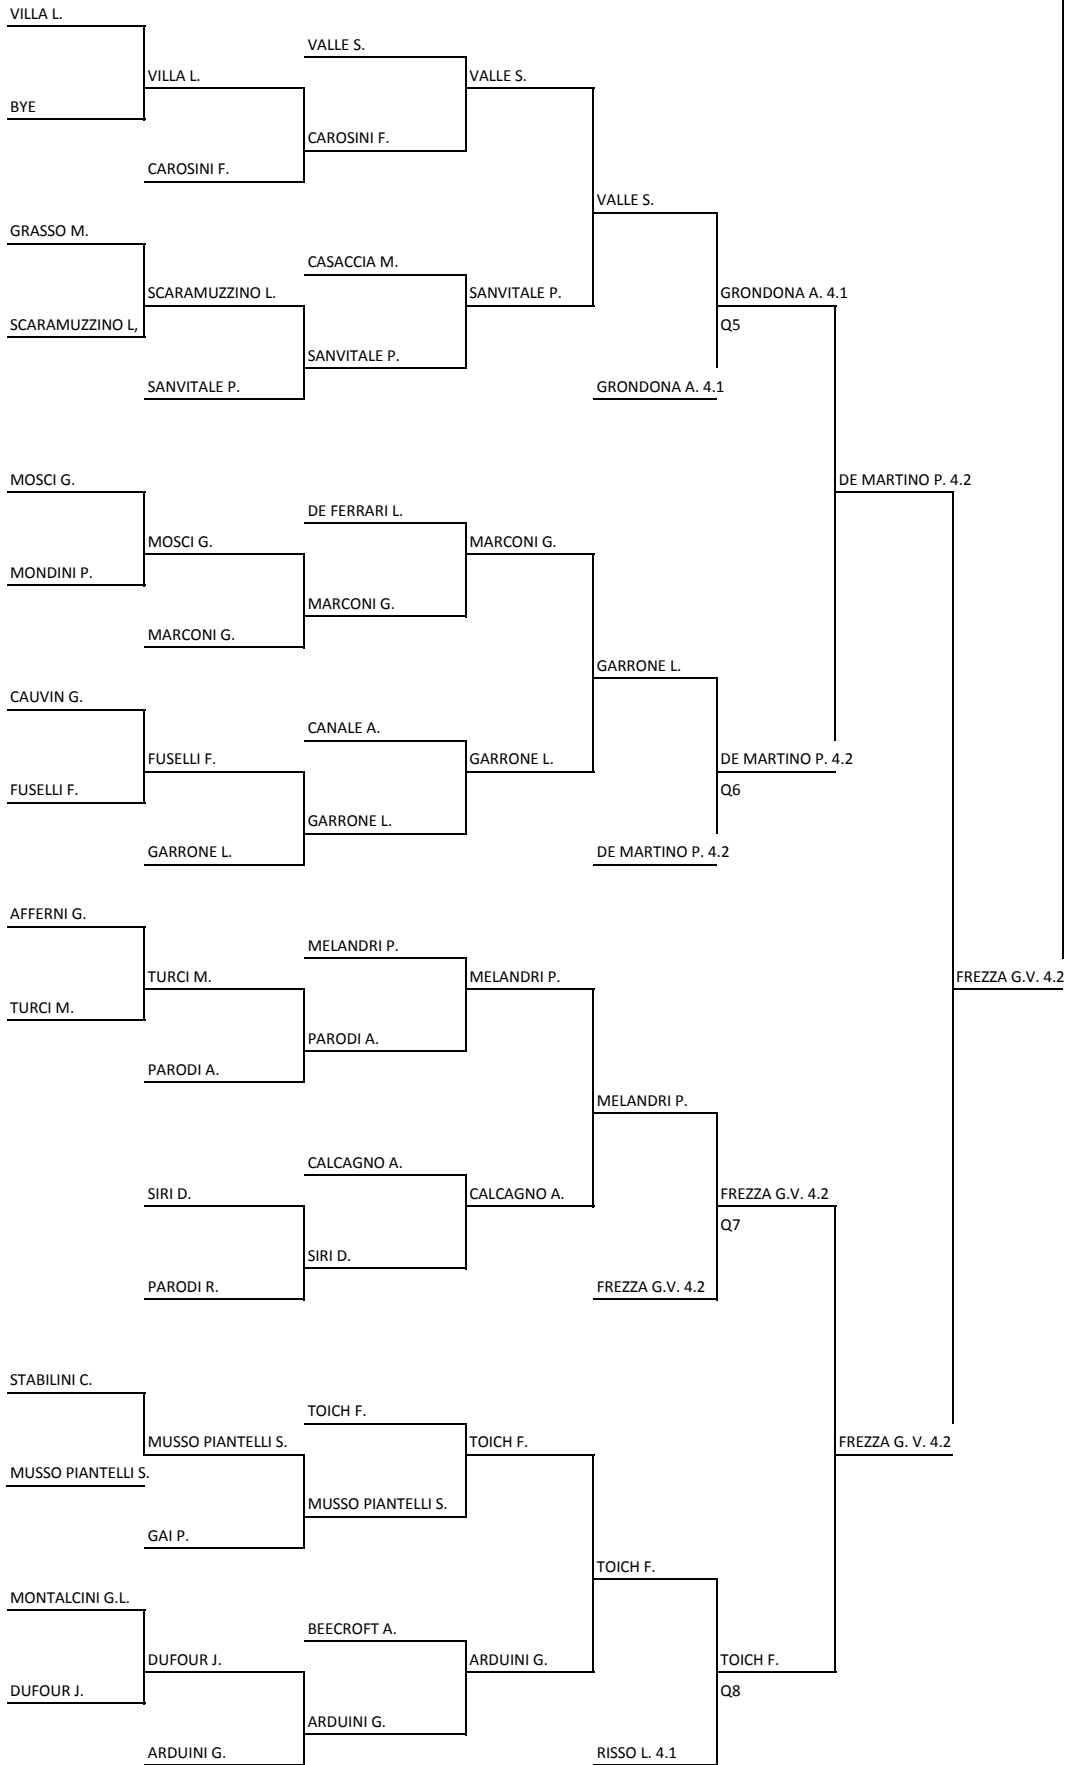 VILLA L.
VALLE S.
VILLA L.
VALLE S.
BYE
CAROSINI F.
CAROSINI F.
VALLE S.
GRASSO M.
CASACCIA M.
SCARAMUZZINO L.
SANVITALE P.
GRONDONA A. 4.1
SCARAMUZZINO L,
Q5
SANVITALE P.
SANVITALE P.
GRONDONA A. 4.1
MOSCI G.
DE MARTINO P. 4.2
DE FERRARI L.
MOSCI G.
MARCONI G.
MONDINI P.
MARCONI G.
MARCONI G.
GARRONE L.
CAUVIN G.
CANALE A.
FUSELLI F.
GARRONE L.
DE MARTINO P. 4.2
FUSELLI F.
Q6
GARRONE L.
GARRONE L.
DE MARTINO P. 4.2
AFFERNI G.
MELANDRI P.
TURCI M.
MELANDRI P.
FREZZA G.V. 4.2
TURCI M.
PARODI A.
PARODI A.
MELANDRI P.
CALCAGNO A.
SIRI D.
CALCAGNO A.
FREZZA G.V. 4.2
Q7
SIRI D.
PARODI R.
FREZZA G.V. 4.2
STABILINI C.
TOICH F.
MUSSO PIANTELLI S.
TOICH F.
FREZZA G. V. 4.2
MUSSO PIANTELLI S.
MUSSO PIANTELLI S.
GAI P.
TOICH F.
MONTALCINI G.L.
BEECROFT A.
DUFOUR J.
ARDUINI G.
TOICH F.
DUFOUR J.
Q8
ARDUINI G.
ARDUINI G.
RISSO L. 4.1